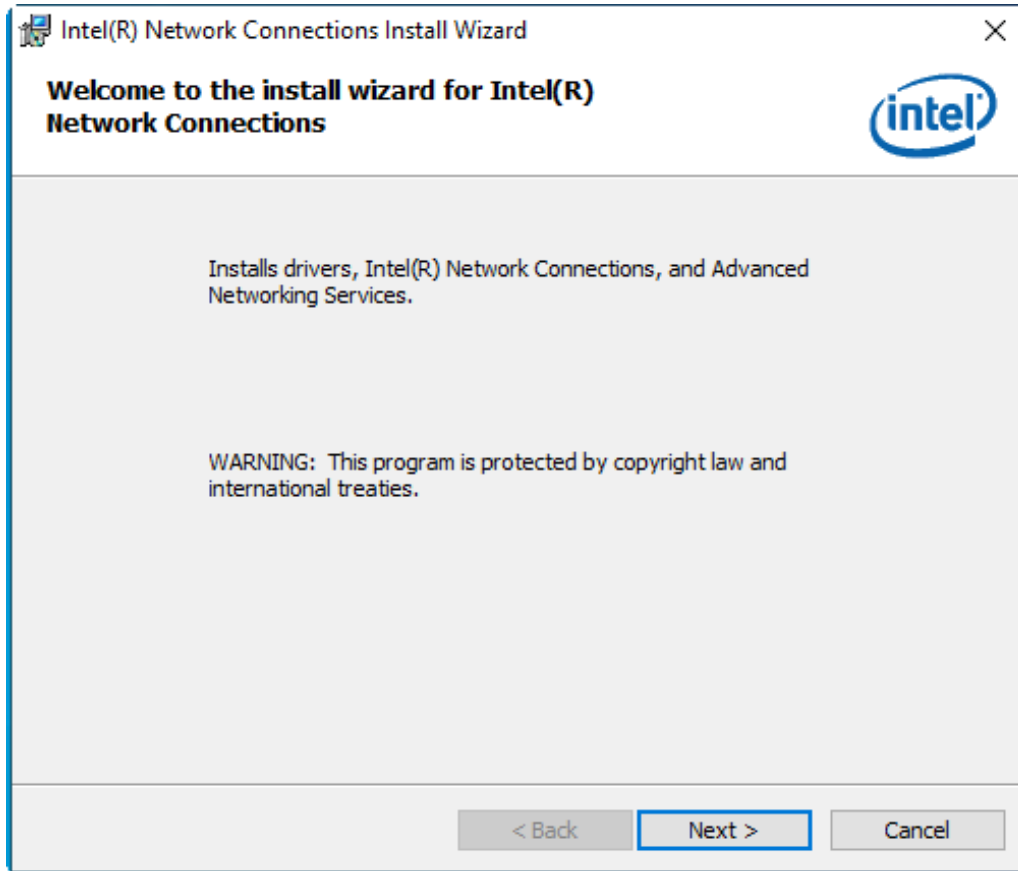 Intel(R) Network Connections Install Wizard
Welcome to the install wizard for Intel(R)
Network Connections
intel
Installs drivers, Intel(R) Network Connections, and Advanced
Networking Services.
WARNING:  This program is protected by copyright law and
international treaties.
< Back
Next >
Cancel